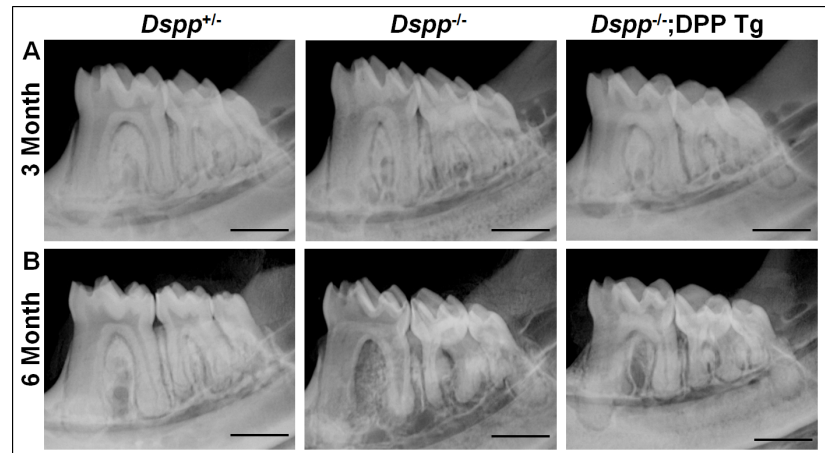 Dspp+/- Dspp-/- Dspp-/-;DPP Tg
A
3 Month
B
6 Month